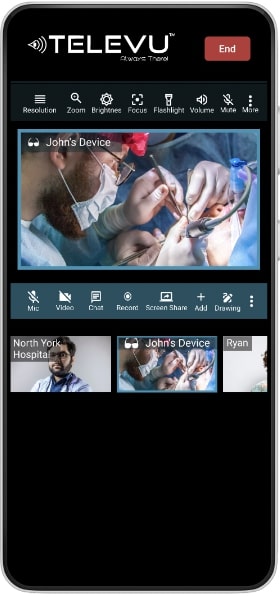 TELEVU™
Always There!
End
Resolution
Zoom
Brightnes
Focus
Flashlight
Volume
Mute
More
John's Device
Mic
Video
Chat
Record
Screen Share
Add
Drawing
North York
Hospital
John's Device
Ryan